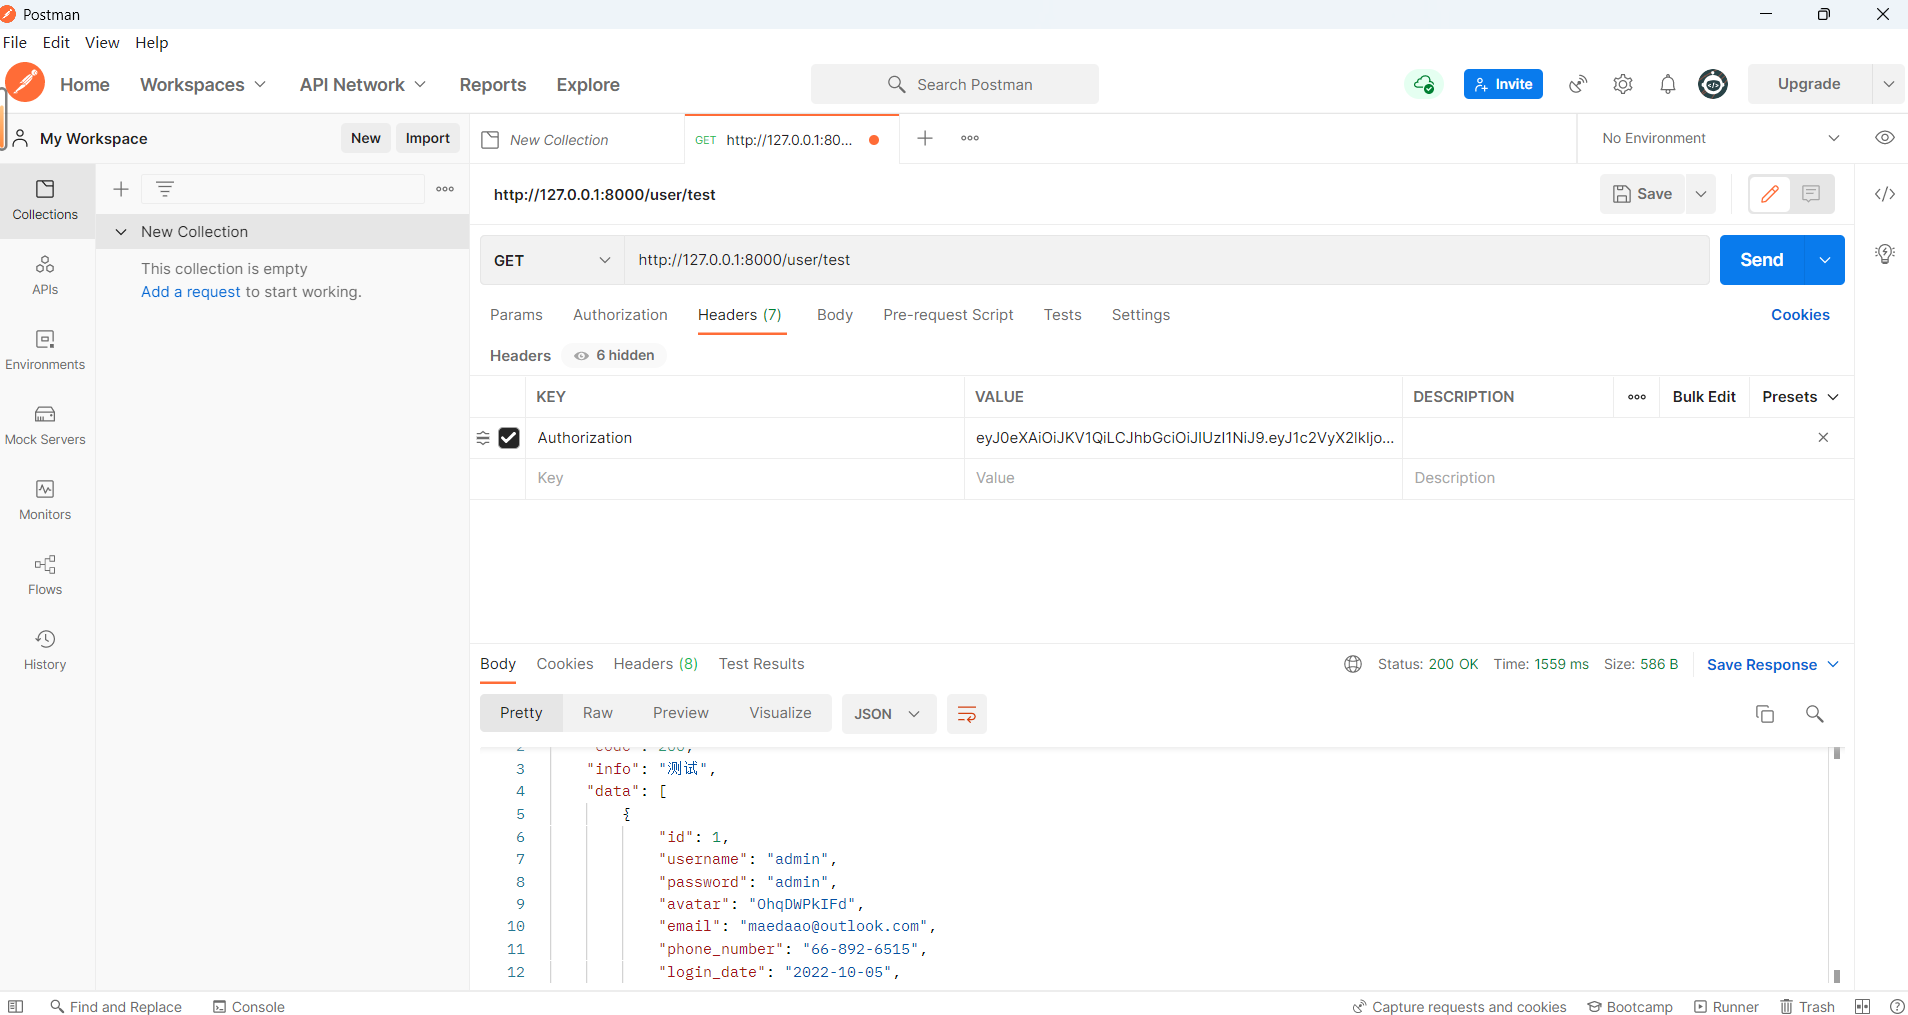 Postman
File Edit View Help
Home Workspaces API Network Reports Explore Search Postman Invite Upgrade
My Workspace New Import New Collection GET http://127.0.0.1:80... No Environment
Collections
New Collection
This collection is empty
Add a request to start working.
APIs
Environments
Mock Servers
Monitors
Flows
History
http://127.0.0.1:8000/user/test Save
GET http://127.0.0.1:8000/user/test Send
Params Authorization Headers (7) Body Pre-request Script Tests Settings Cookies
Headers 6 hidden
KEY VALUE DESCRIPTION Bulk Edit Presets
Authorization eyJ0eXAiOiJKV1QiLCJhbGciOiJIUzI1NiJ9.eyJ1c2VyX2lkIjo...
Key Value Description
Body Cookies Headers (8) Test Results Status: 200 OK Time: 1559 ms Size: 586 B Save Response
Pretty Raw Preview Visualize JSON
2 "code": 200,
3 "info": "测试",
4 "data": [
5 {
6 "id": 1,
7 "username": "admin",
8 "password": "admin",
9 "avatar": "OhqDWPkIFd",
10 "email": "maedaao@outlook.com",
11 "phone_number": "66-892-6515",
12 "login_date": "2022-10-05",
Find and Replace Console Capture requests and cookies Bootcamp Runner Trash